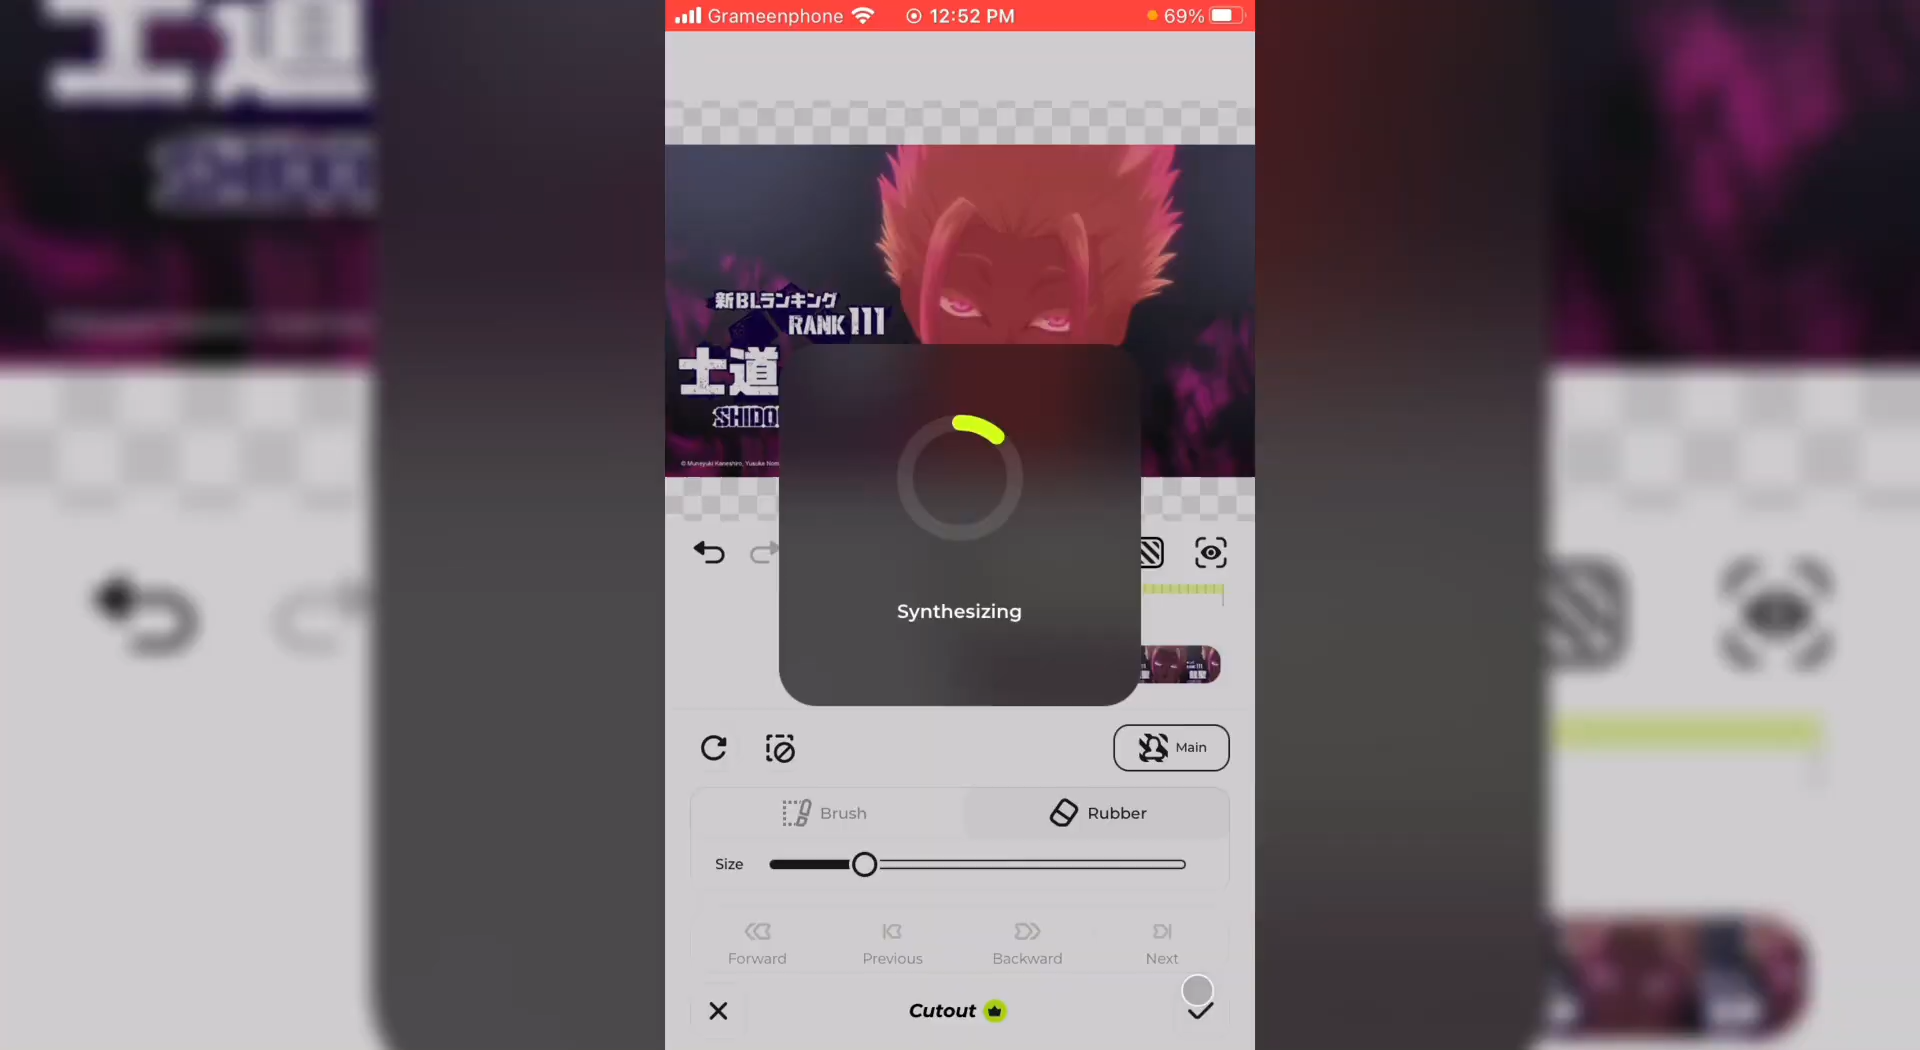 Grameenphone 12:52 PM 69%
新BLランキング
RANK 111
士道
SHIDO
Synthesizing
Main
Brush Rubber
Size
Forward Previous Backward Next
Cutout